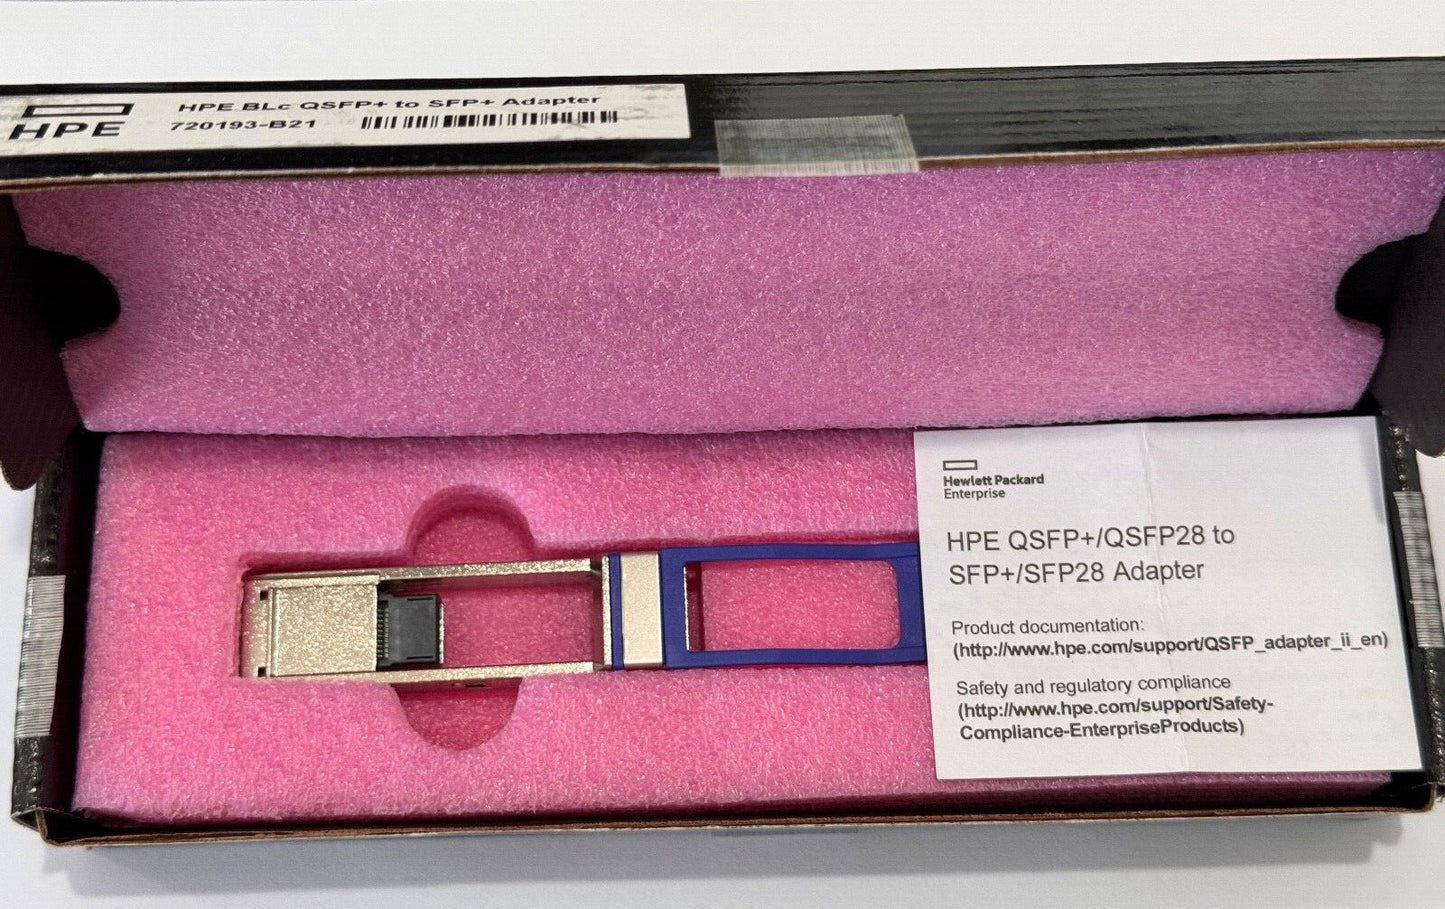 HPE
HPE BLc QSFP+ to SFP+ Adapter
720193-B21
Hewlett Packard
Enterprise
HPE QSFP+/QSFP28 to
SFP+/SFP28 Adapter
Product documentation:
(http://www.hpe.com/support/QSFP_adapter_ii_en)
Safety and regulatory compliance
(http://www.hpe.com/support/Safety-
Compliance-EnterpriseProducts)